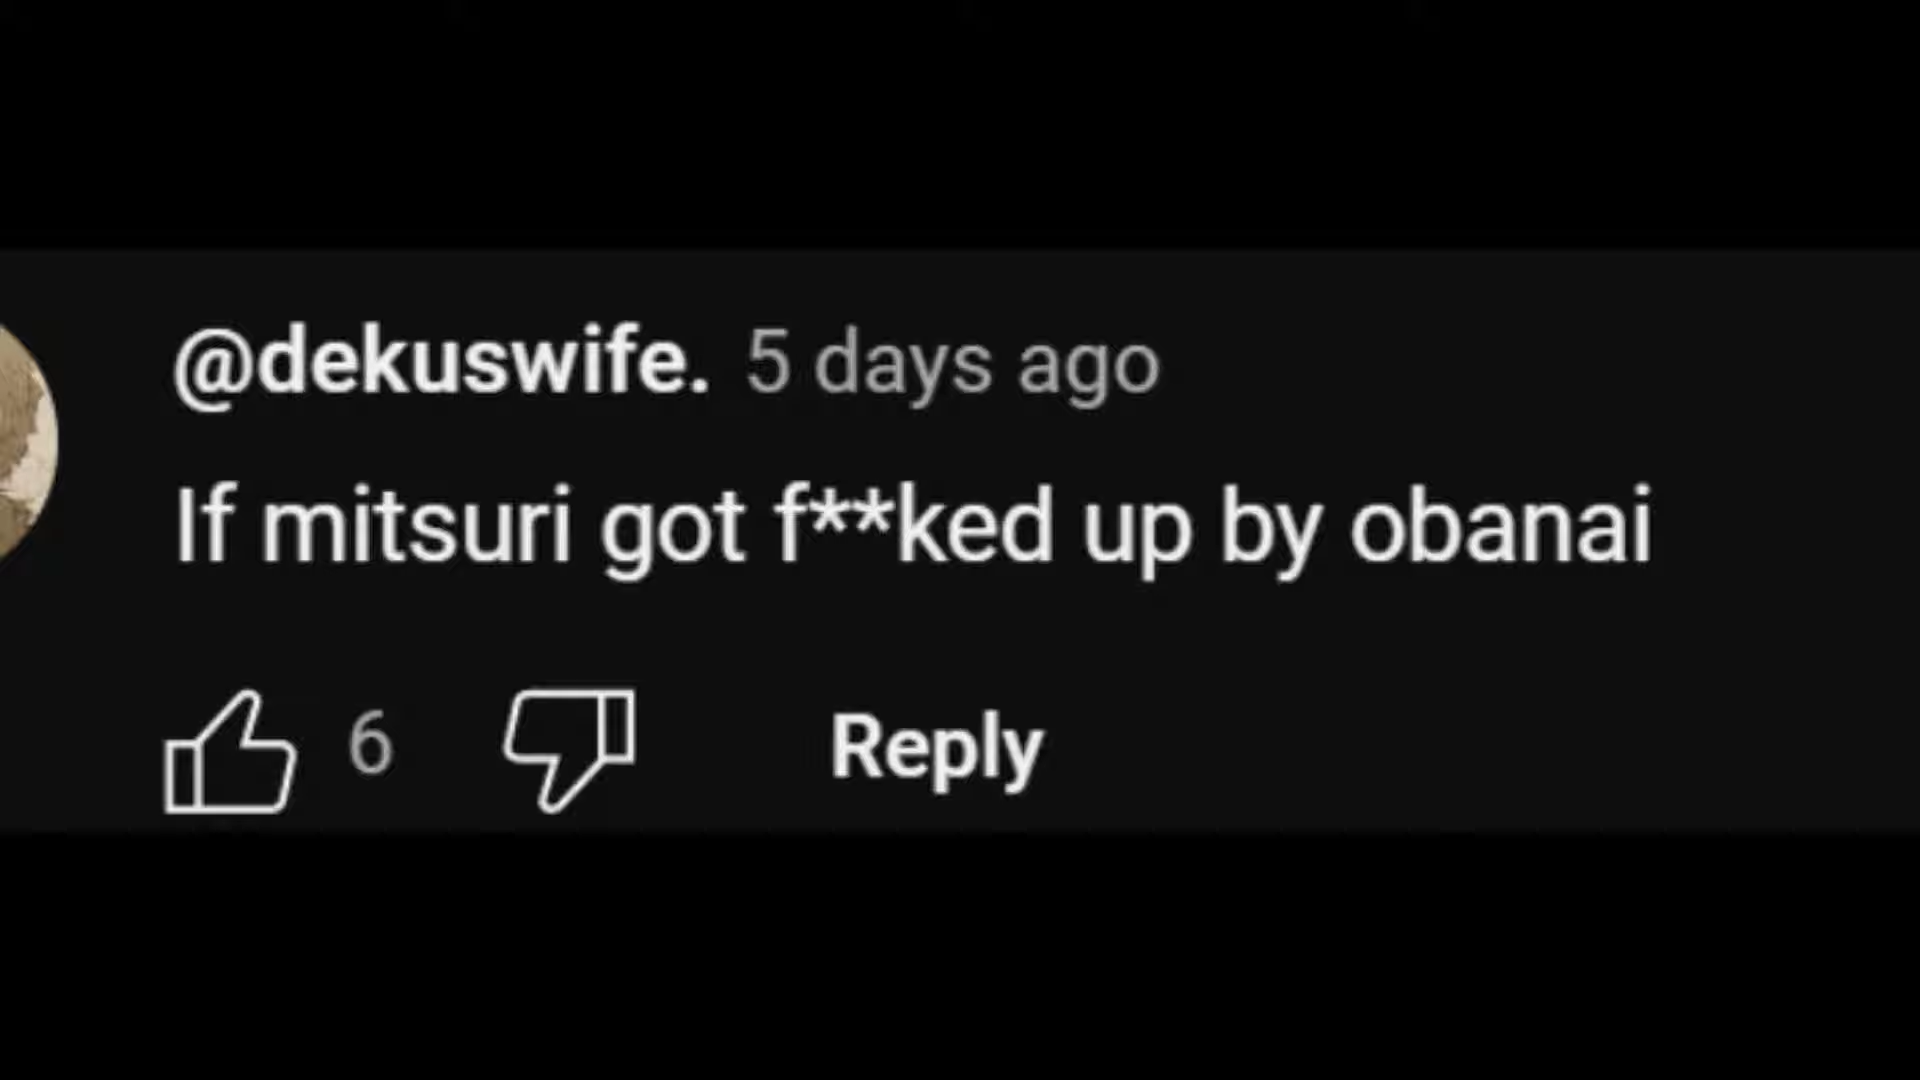 @dekuswife. 5 days ago
If mitsuri got f**ked up by obanai
6 Reply